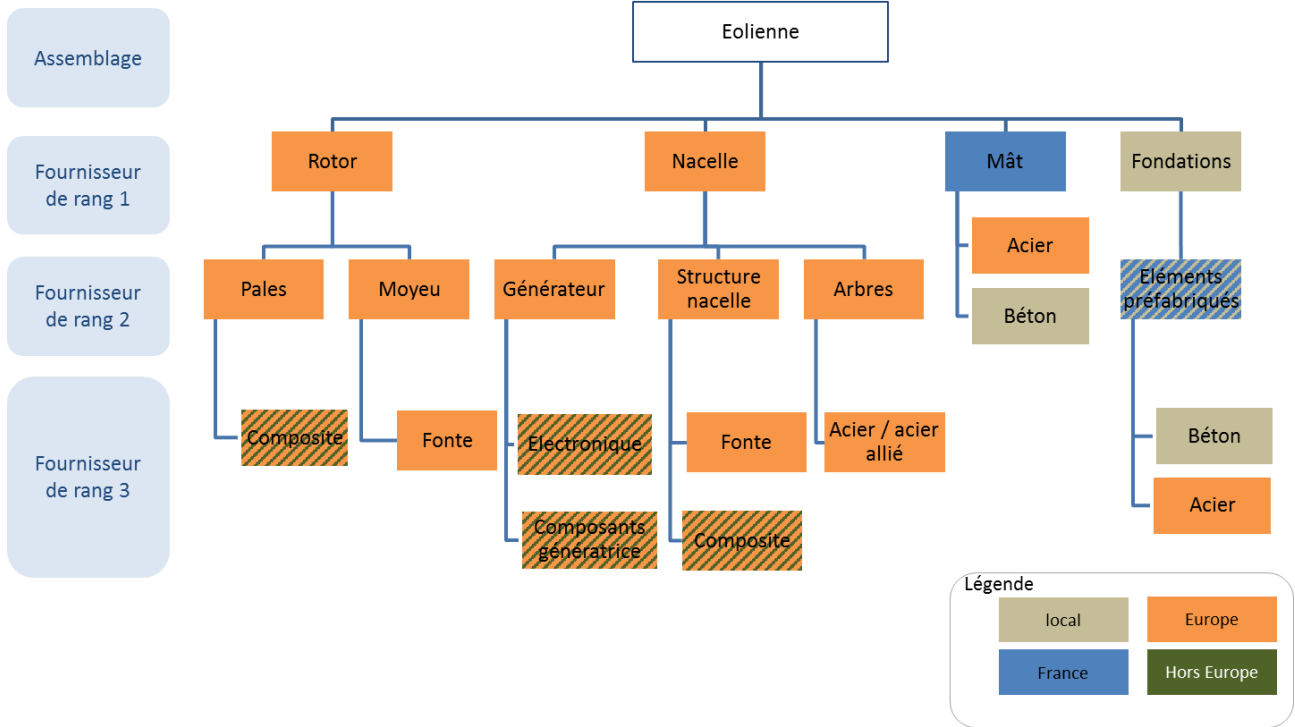 Assemblage
Eolienne
Fournisseur
de rang 1
Rotor
Nacelle
Mât
Fondations
Fournisseur
de rang 2
Pales
Moyeu
Générateur
Structure
nacelle
Arbres
Acier
Béton
Eléments
préfabriqués
Fournisseur
de rang 3
Composite
Fonte
Electronique
Composants
génératrice
Fonte
Composite
Acier / acier
allié
Béton
Acier
Légende
local
Europe
France
Hors Europe